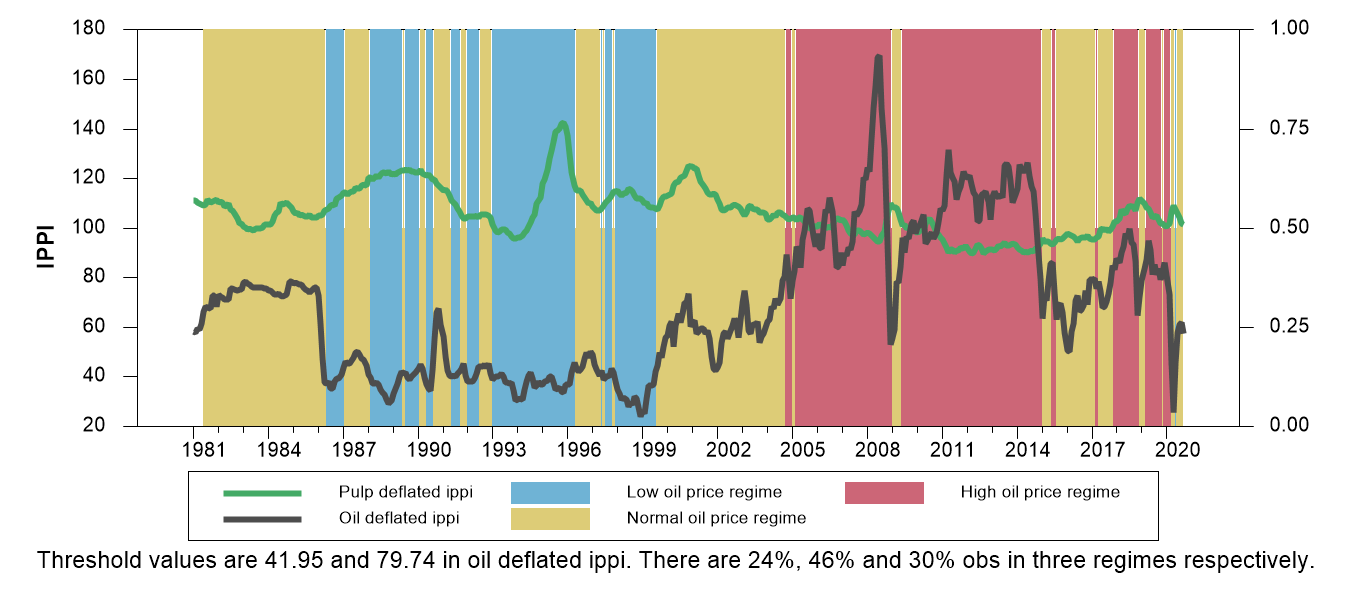 180
160
140
120
100
80
60
40
20
IPPI
1.00
0.75
0.50
0.25
0.00
1981 1984 1987 1990 1993 1996 1999 2002 2005 2008 2011 2014 2017 2020
Pulp deflated ippi Low oil price regime High oil price regime
Oil deflated ippi Normal oil price regime
Threshold values are 41.95 and 79.74 in oil deflated ippi. There are 24%, 46% and 30% obs in three regimes respectively.